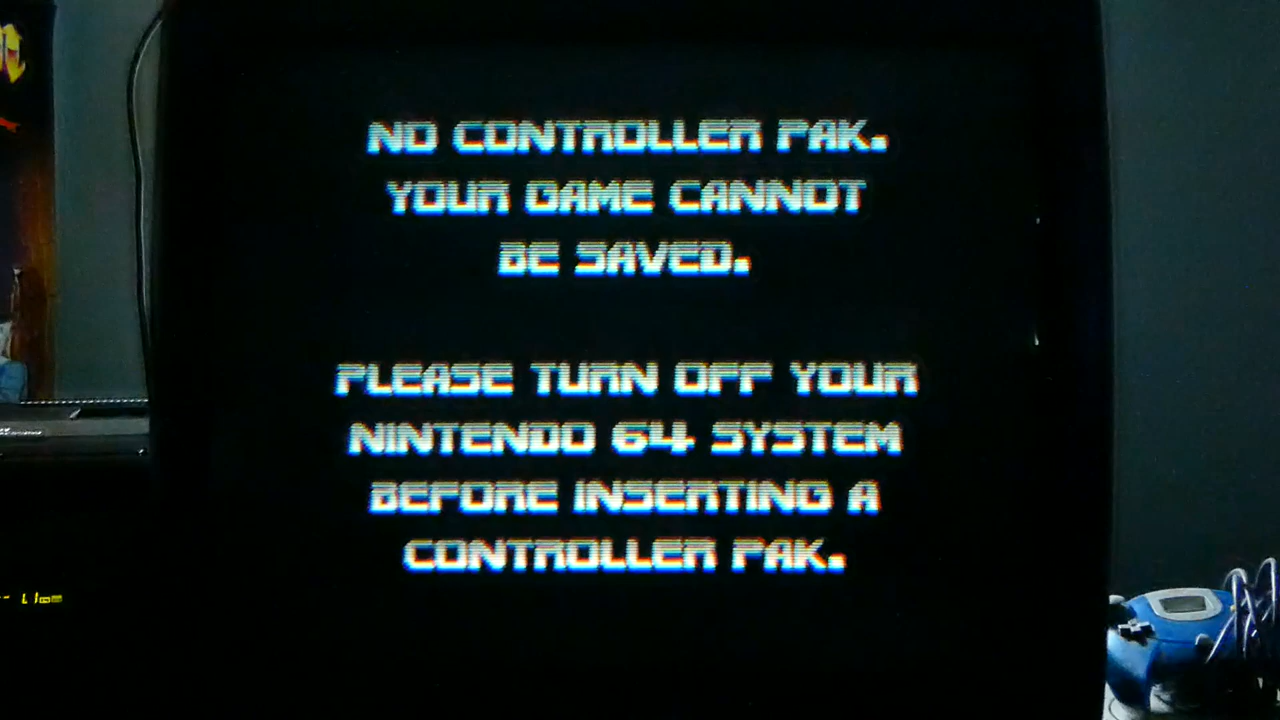 NO CONTROLLER PAK.
YOUR GAME CANNOT
BE SAVED.
PLEASE TURN OFF YOUR
NINTENDO 64 SYSTEM
BEFORE INSERTING A
CONTROLLER PAK.